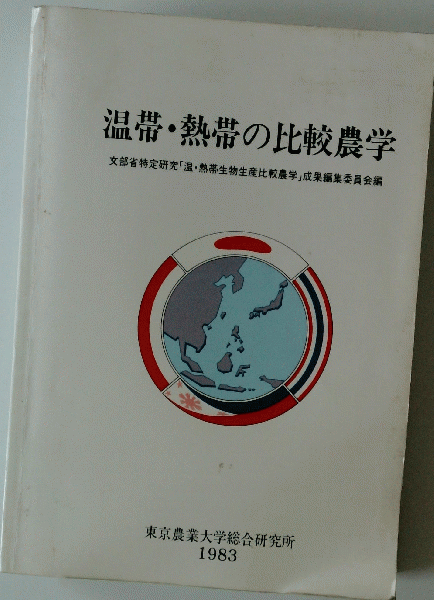 温帯・熱帯の比較農学
文部省特定研究「温・熱帯生物生産比較農学」成果編集委員会編
東京農業大学総合研究所
1983